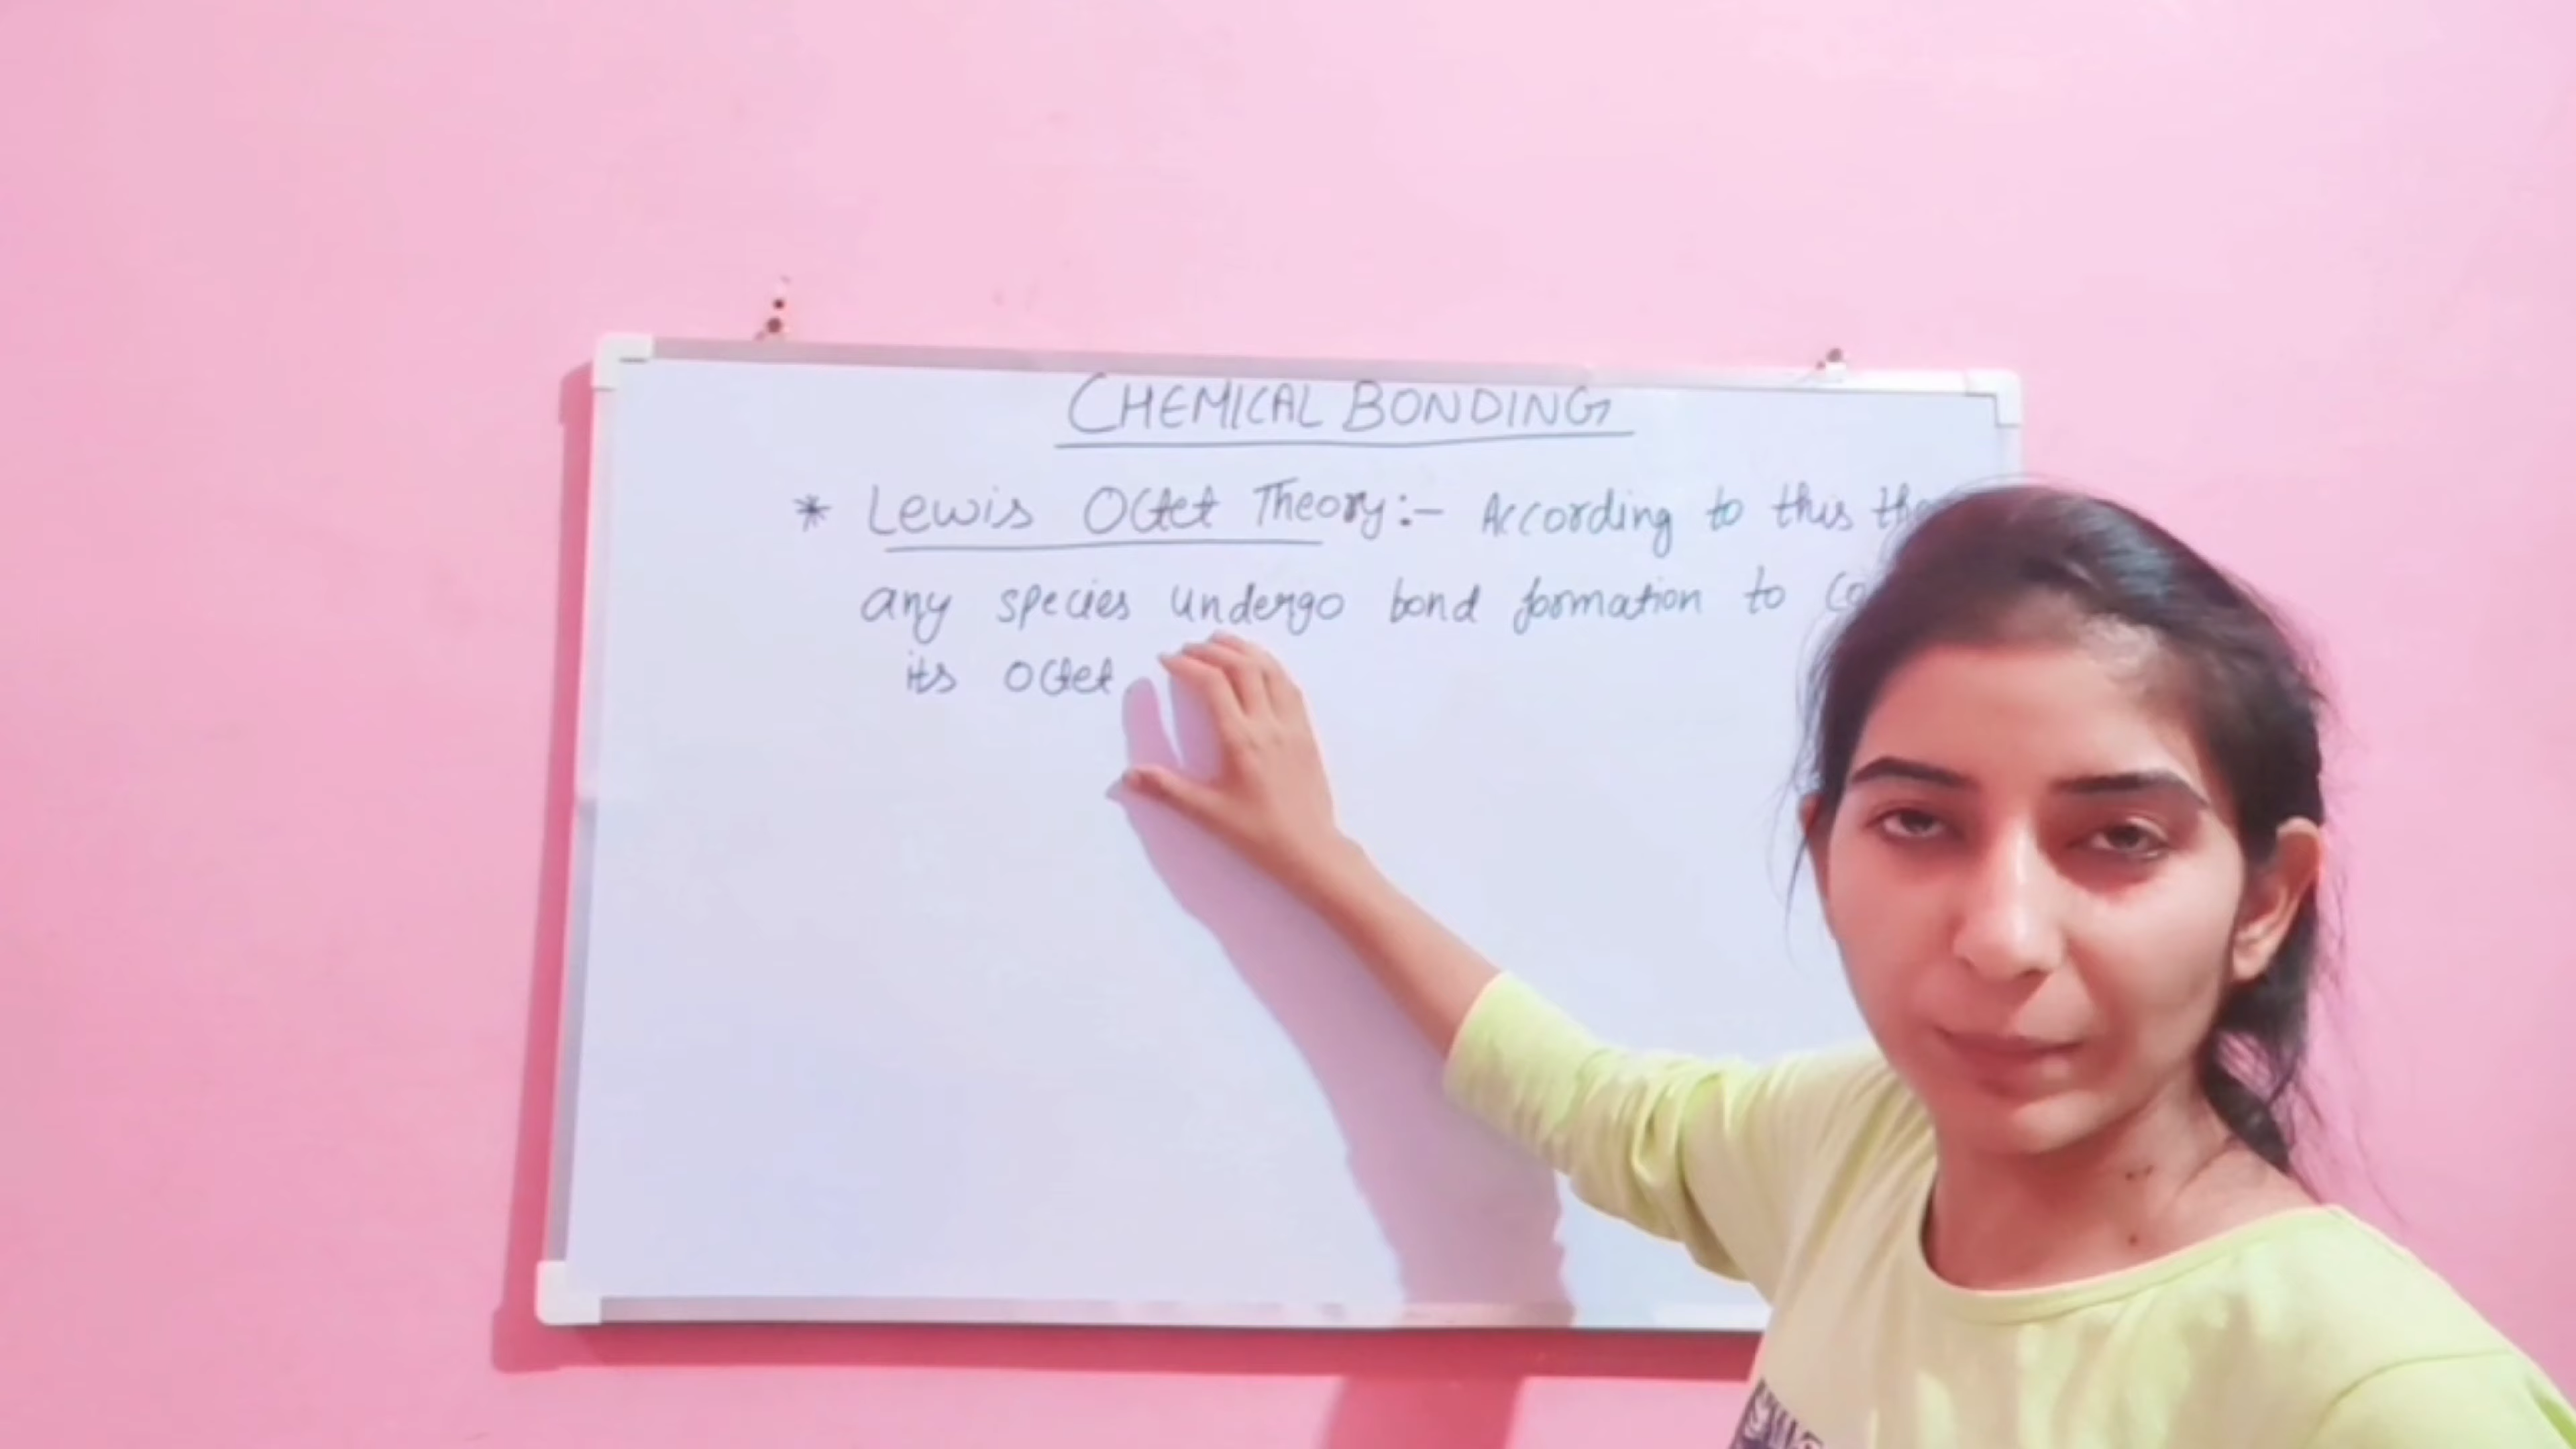 CHEMICAL BONDING
* Lewis Octet Theory:- According to this
any species undergo bond formation to
its octet